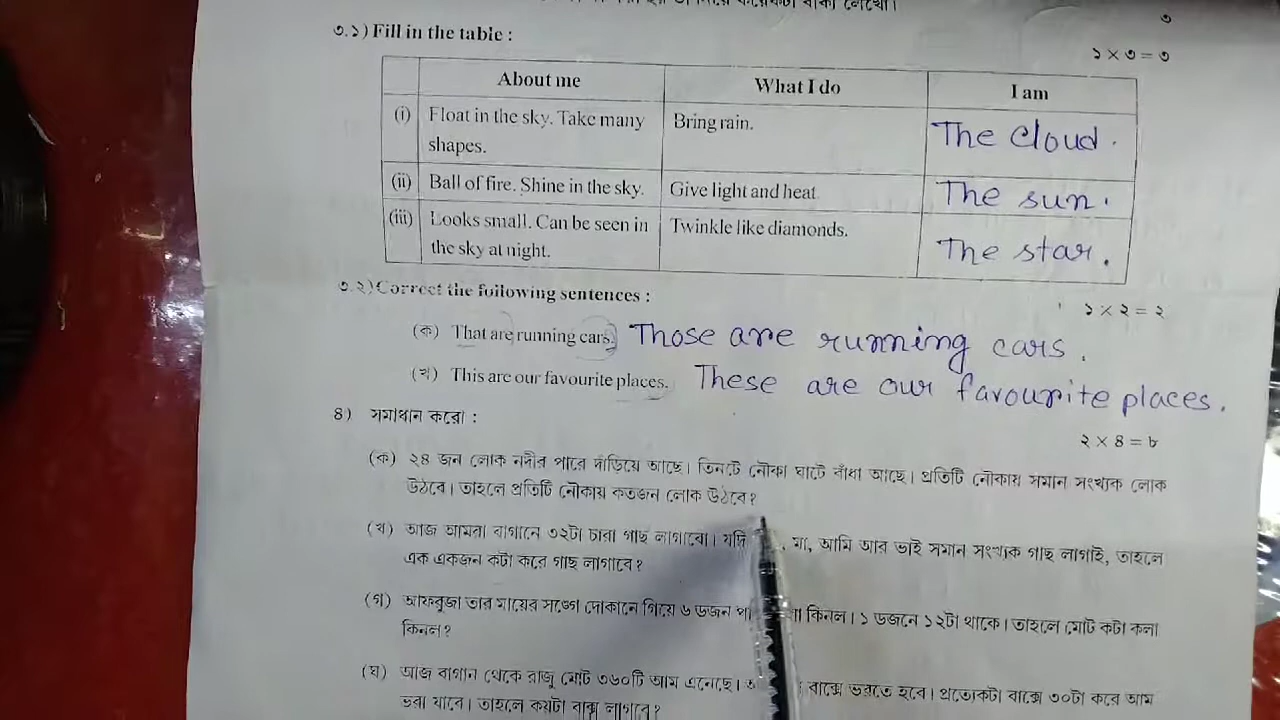 ৩
৩.১) Fill in the table :
১ × ৩ = ৩
About me What I do I am
(i) Float in the sky. Take many shapes. Bring rain. The cloud.
(ii) Ball of fire. Shine in the sky. Give light and heat. The sun.
(iii) Looks small. Can be seen in the sky at night. Twinkle like diamonds. The star.
৩.২) Correct the following sentences :
১ × ২ = ২
(ক) That are running cars. Those are running cars.
(খ) This are our favourite places. These are our favourite places.
৪) সমাধান করো :
২ × ৪ = ৮
(ক) ২৪ জন লোক নদীর পারে দাঁড়িয়ে আছে। তিনটে নৌকা ঘাটে বাঁধা আছে। প্রতিটি নৌকায় সমান সংখ্যক লোক
উঠবে। তাহলে প্রতিটি নৌকায় কতজন লোক উঠবে?
(খ) আজ আমরা বাগানে ৩২টা চারা গাছ লাগাবো। যদি , মা, আমি আর ভাই সমান সংখ্যক গাছ লাগাই, তাহলে
এক একজন কটা করে গাছ লাগাবে?
(গ) আফরুজা তার মায়ের সঙ্গে দোকানে গিয়ে ৬ ডজন কিনল। ১ ডজনে ১২টা থাকে। তাহলে মোট কটা কলা
কিনল?
(ঘ) আজ বাগান থেকে রাজু মোট ৩৬০টি আম এনেছে। বাক্সে ভরতে হবে। প্রত্যেকটা বাক্সে ৩০টা করে আম
ভরা যাবে। তাহলে কয়টা বাক্স লাগবে?